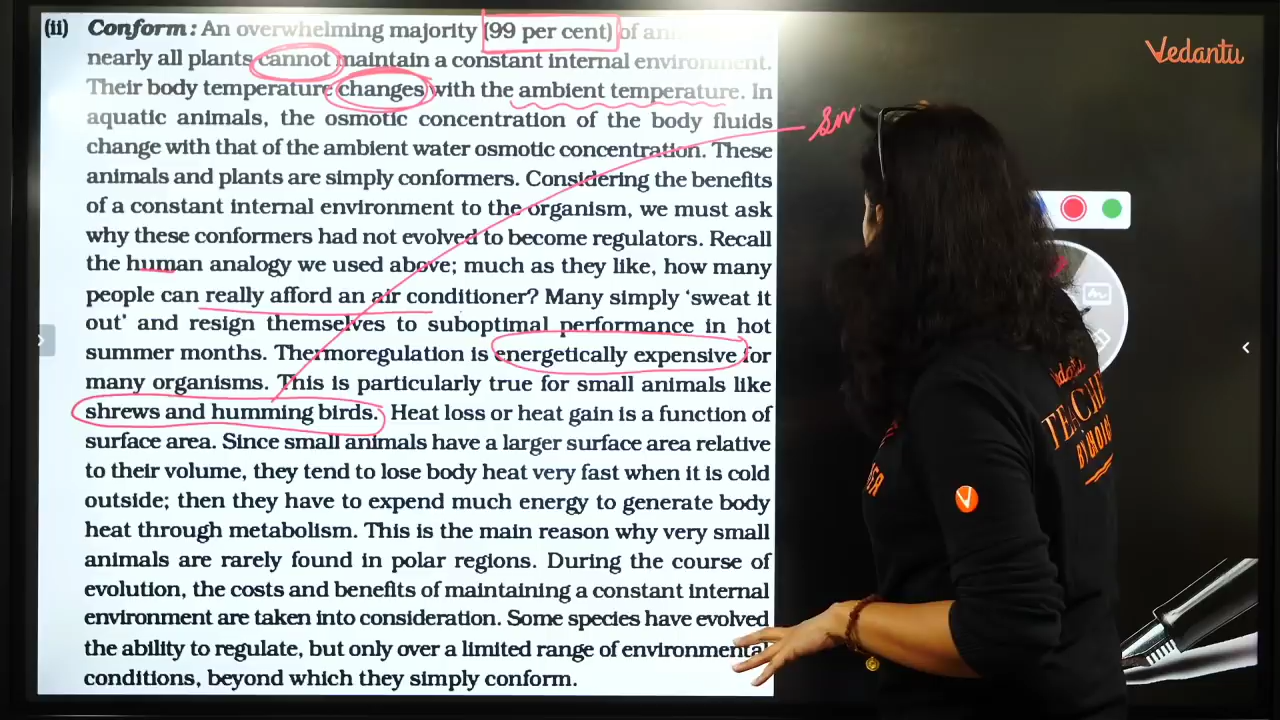 (ii) Conform: An overwhelming majority (99 per cent) of
nearly all plants cannot maintain a constant internal environment.
Their body temperature changes with the ambient temperature. In
aquatic animals, the osmotic concentration of the body fluids
change with that of the ambient water osmotic concentration. These
animals and plants are simply conformers. Considering the benefits
of a constant internal environment to the organism, we must ask
why these conformers had not evolved to become regulators. Recall
the human analogy we used above; much as they like, how many
people can really afford an air conditioner? Many simply ‘sweat it
out’ and resign themselves to suboptimal performance in hot
summer months. Thermoregulation is energetically expensive for
many organisms. This is particularly true for small animals like
shrews and humming birds. Heat loss or heat gain is a function of
surface area. Since small animals have a larger surface area relative
to their volume, they tend to lose body heat very fast when it is cold
outside; then they have to expend much energy to generate body
heat through metabolism. This is the main reason why very small
animals are rarely found in polar regions. During the course of
evolution, the costs and benefits of maintaining a constant internal
environment are taken into consideration. Some species have evolved
the ability to regulate, but only over a limited range of environmental
conditions, beyond which they simply conform.
Vedantu
BY CHOICE